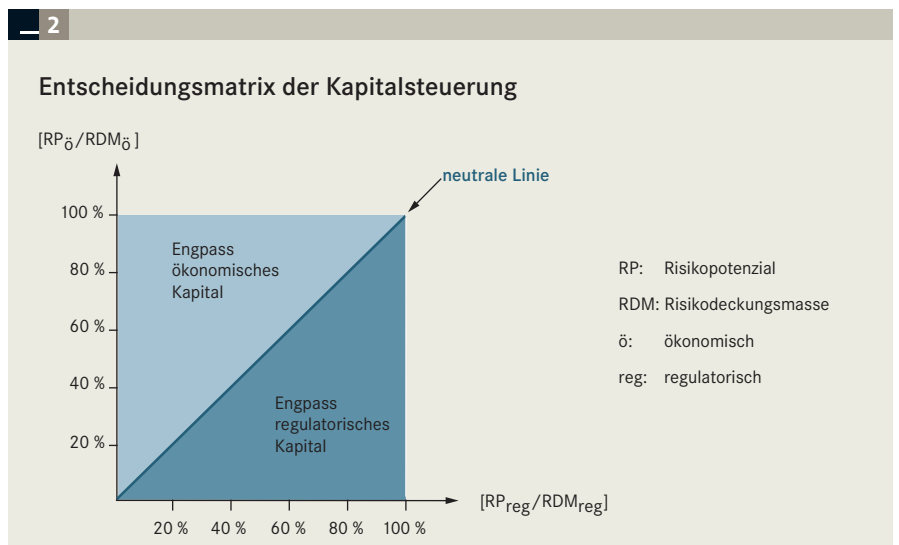 2
Entscheidungsmatrix der Kapitalsteuerung
[RPö/RDMö]
neutrale Linie
100 %
80 %
60 %
40 %
20 %
Engpass
ökonomisches
Kapital
Engpass
regulatorisches
Kapital
RP: Risikopotenzial
RDM: Risikodeckungsmasse
ö: ökonomisch
reg: regulatorisch
[RPreg/RDMreg]
20 % 40 % 60 % 80 % 100 %